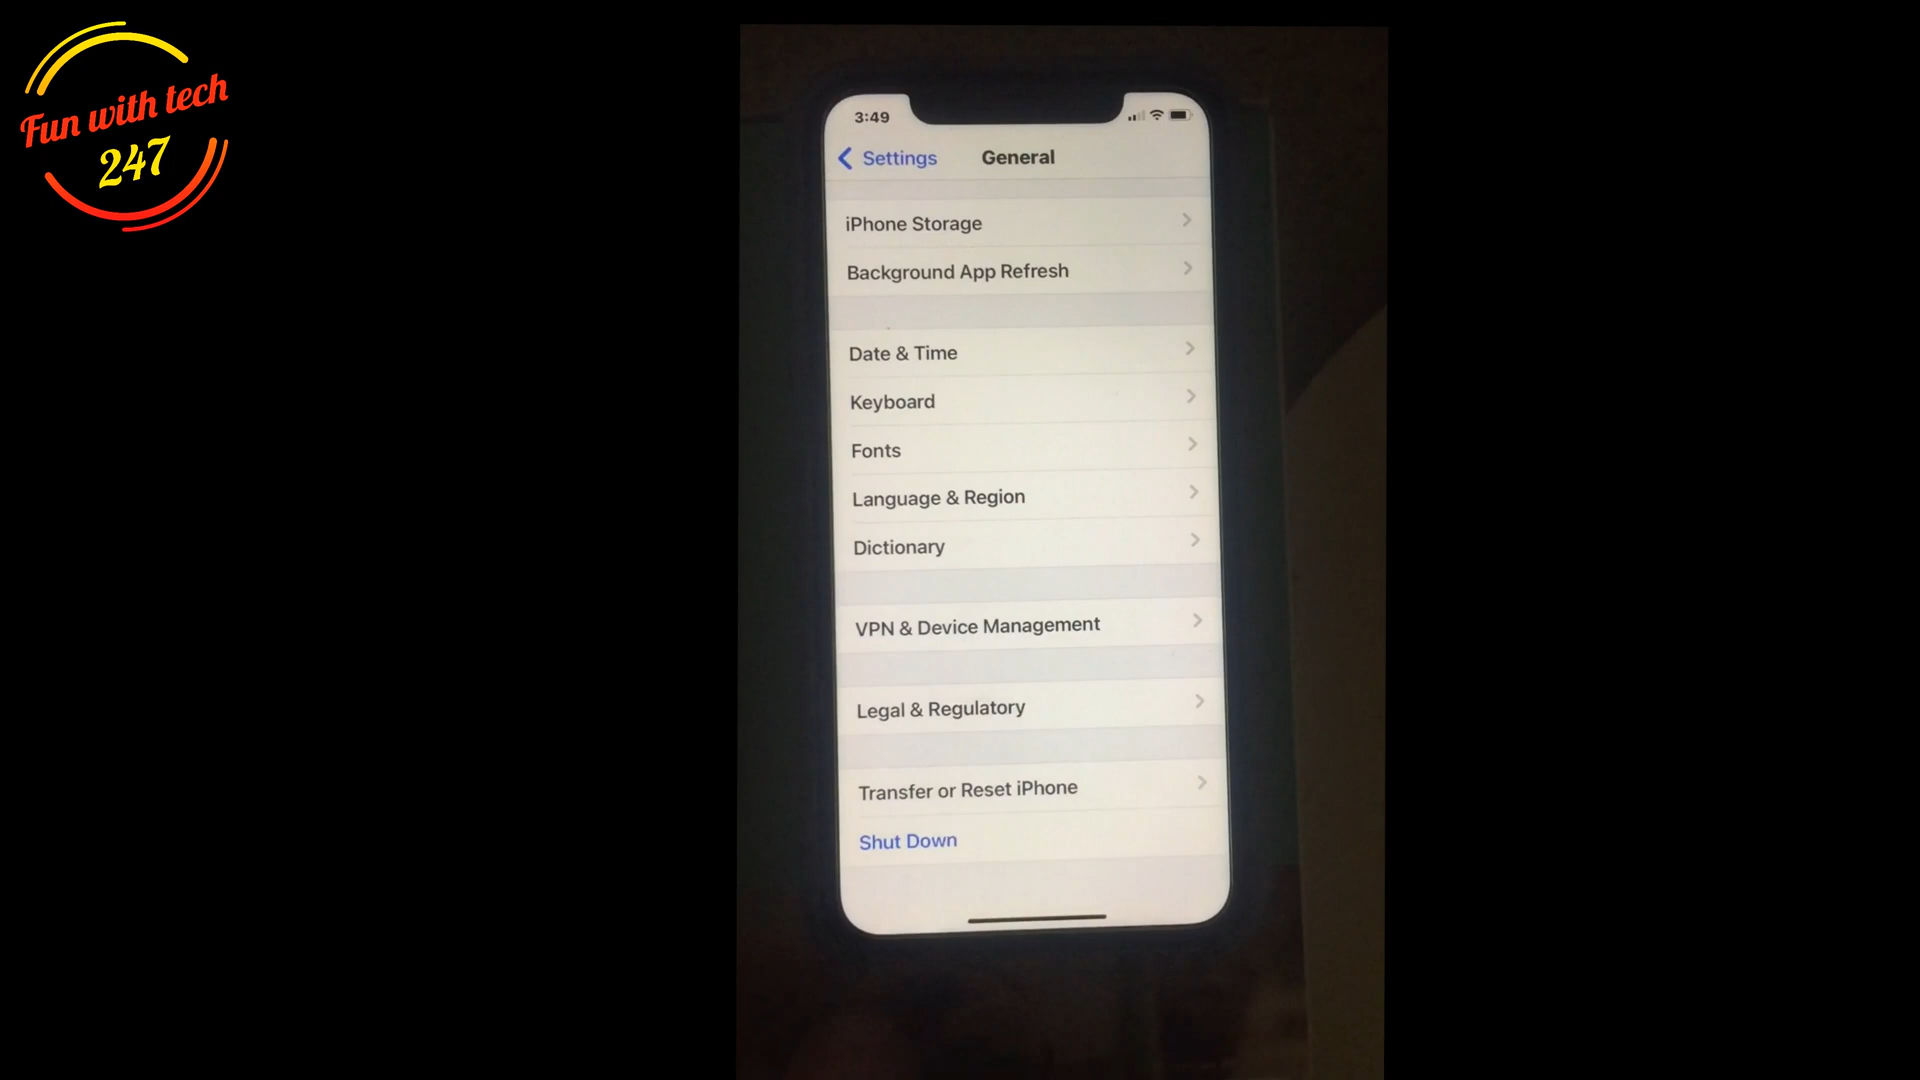 Fun with tech
247
3:49
Settings
General
iPhone Storage
Background App Refresh
Date & Time
Keyboard
Fonts
Language & Region
Dictionary
VPN & Device Management
Legal & Regulatory
Transfer or Reset iPhone
Shut Down